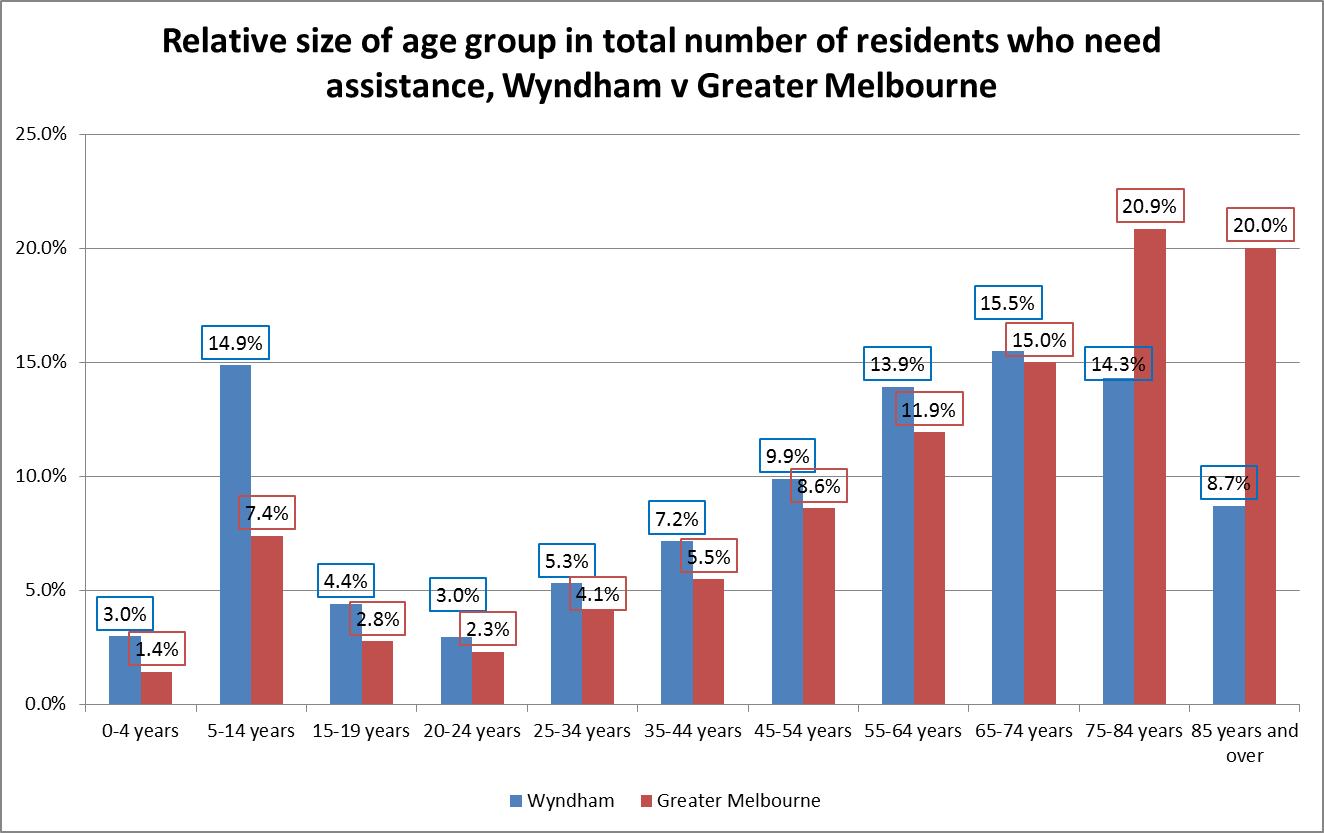 Relative size of age group in total number of residents who need
assistance, Wyndham v Greater Melbourne
25.0%
20.0%
15.0%
10.0%
5.0%
0.0%
3.0%
1.4%
14.9%
7.4%
4.4%
2.8%
3.0%
2.3%
5.3%
4.1%
7.2%
5.5%
9.9%
8.6%
13.9%
11.9%
15.5%
15.0%
14.3%
20.9%
8.7%
20.0%
0-4 years
5-14 years
15-19 years
20-24 years
25-34 years
35-44 years
45-54 years
55-64 years
65-74 years
75-84 years
85 years and
over
Wyndham
Greater Melbourne